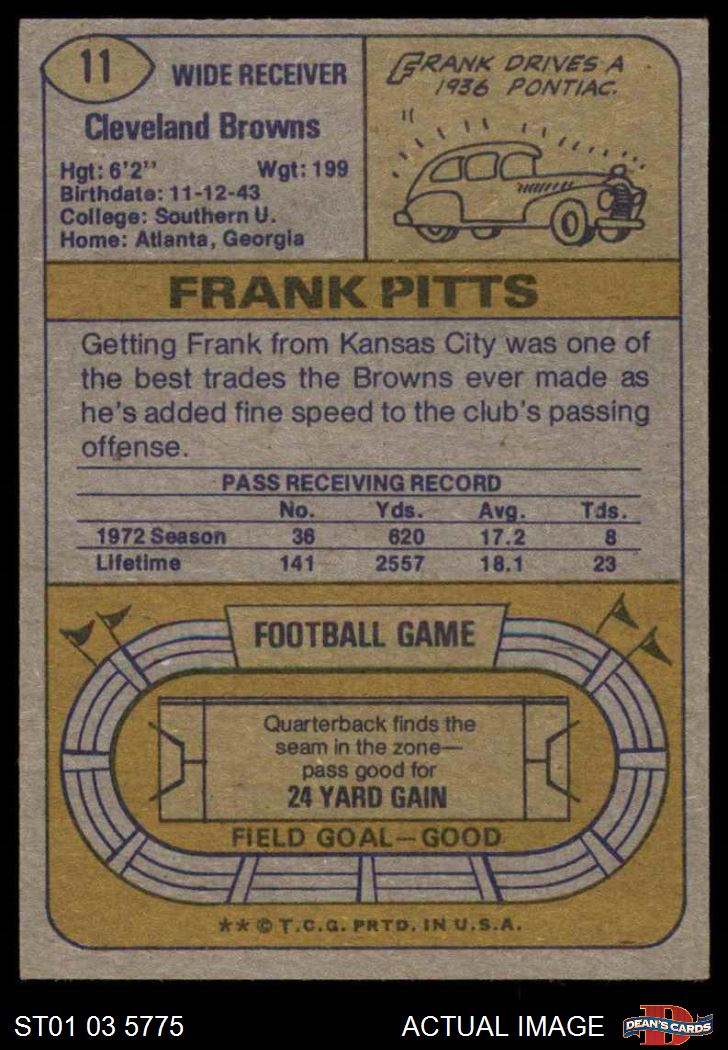 11
WIDE RECEIVER
Cleveland Browns
Hgt: 6'2" Wgt: 199
Birthdate: 11-12-43
College: Southern U.
Home: Atlanta, Georgia
FRANK DRIVES A
1936 PONTIAC.
FRANK PITTS
Getting Frank from Kansas City was one of
the best trades the Browns ever made as
he's added fine speed to the club's passing
offense.
PASS RECEIVING RECORD
No. Yds. Avg. Tds.
1972 Season 36 620 17.2 8
Lifetime 141 2557 18.1 23
FOOTBALL GAME
Quarterback finds the
seam in the zone—
pass good for
24 YARD GAIN
FIELD GOAL—GOOD
** © T.C.G. PRTD. IN U.S.A.
ST01 03 5775
ACTUAL IMAGE
D
DEAN'S CARDS